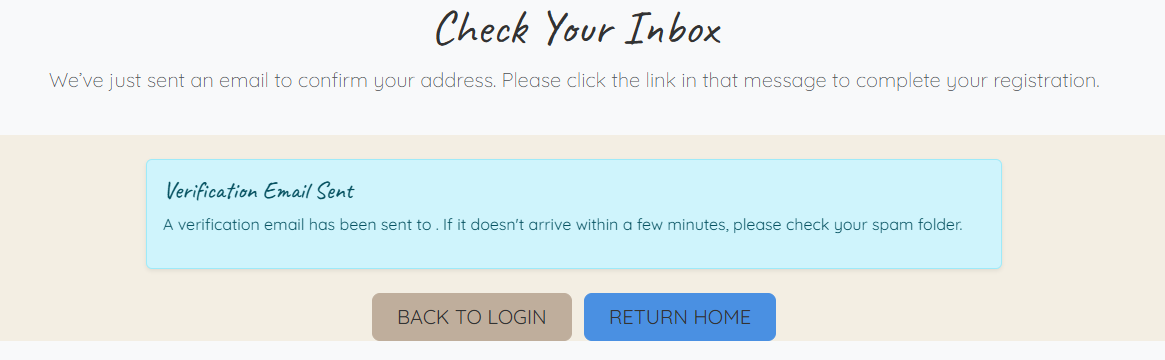 Check Your Inbox
We’ve just sent an email to confirm your address. Please click the link in that message to complete your registration.
Verification Email Sent
A verification email has been sent to . If it doesn't arrive within a few minutes, please check your spam folder.
BACK TO LOGIN
RETURN HOME